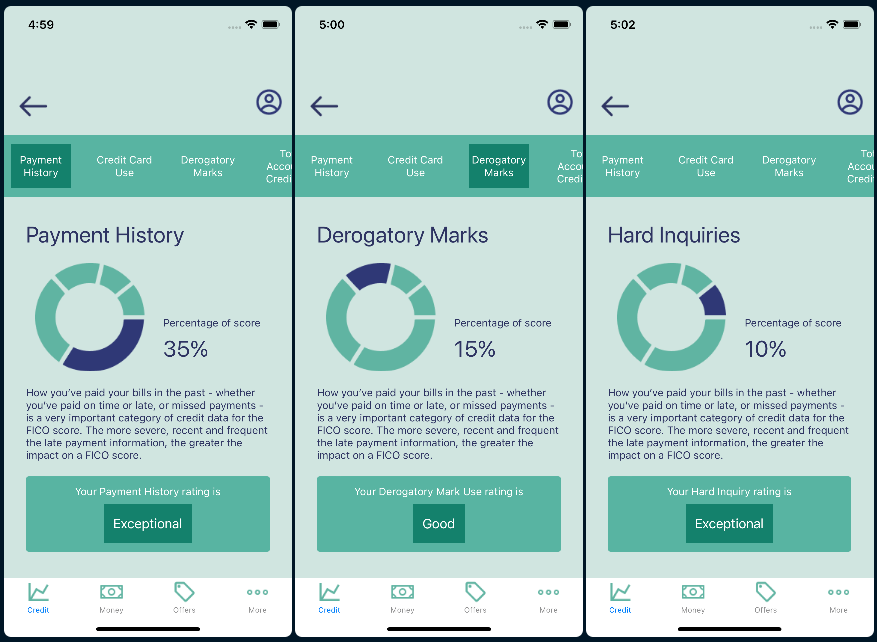 4:59
Payment
History
Credit Card
Use
Derogatory
Marks
To
Accou
Credi
Payment History
Percentage of score
35%
How you've paid your bills in the past - whether
you've paid on time or late, or missed payments -
is a very important category of credit data for the
FICO score. The more severe, recent and frequent
the late payment information, the greater the
impact on a FICO score.
Your Payment History rating is
Exceptional
Credit
Money
Offers
More
5:00
Payment
History
Credit Card
Use
Derogatory
Marks
To
Accou
Credi
Derogatory Marks
Percentage of score
15%
How you've paid your bills in the past - whether
you've paid on time or late, or missed payments -
is a very important category of credit data for the
FICO score. The more severe, recent and frequent
the late payment information, the greater the
impact on a FICO score.
Your Derogatory Mark Use rating is
Good
Credit
Money
Offers
More
5:02
Payment
History
Credit Card
Use
Derogatory
Marks
To
Accou
Credit
Hard Inquiries
Percentage of score
10%
How you've paid your bills in the past - whether
you've paid on time or late, or missed payments -
is a very important category of credit data for the
FICO score. The more severe, recent and frequent
the late payment information, the greater the
impact on a FICO score.
Your Hard Inquiry rating is
Exceptional
Credit
Money
Offers
More